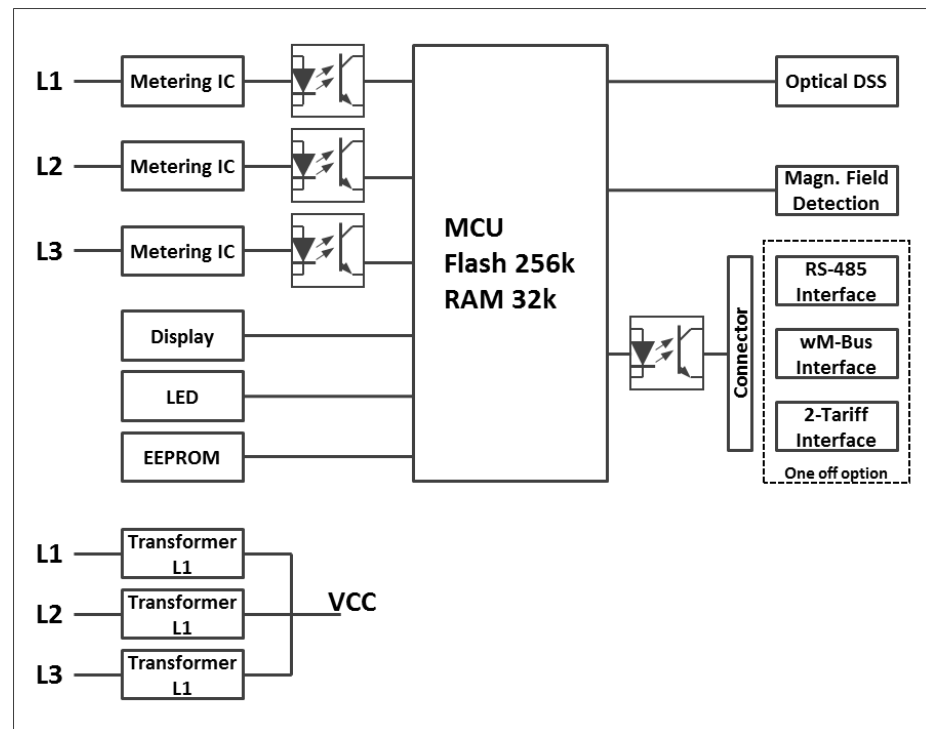 L1
Metering IC
L2
Metering IC
L3
Metering IC
Display
LED
EEPROM
MCU
Flash 256k
RAM 32k
Optical DSS
Magn. Field
Detection
Connector
RS-485
Interface
wM-Bus
Interface
2-Tariff
Interface
One off option
L1
Transformer
L1
L2
Transformer
L1
L3
Transformer
L1
VCC